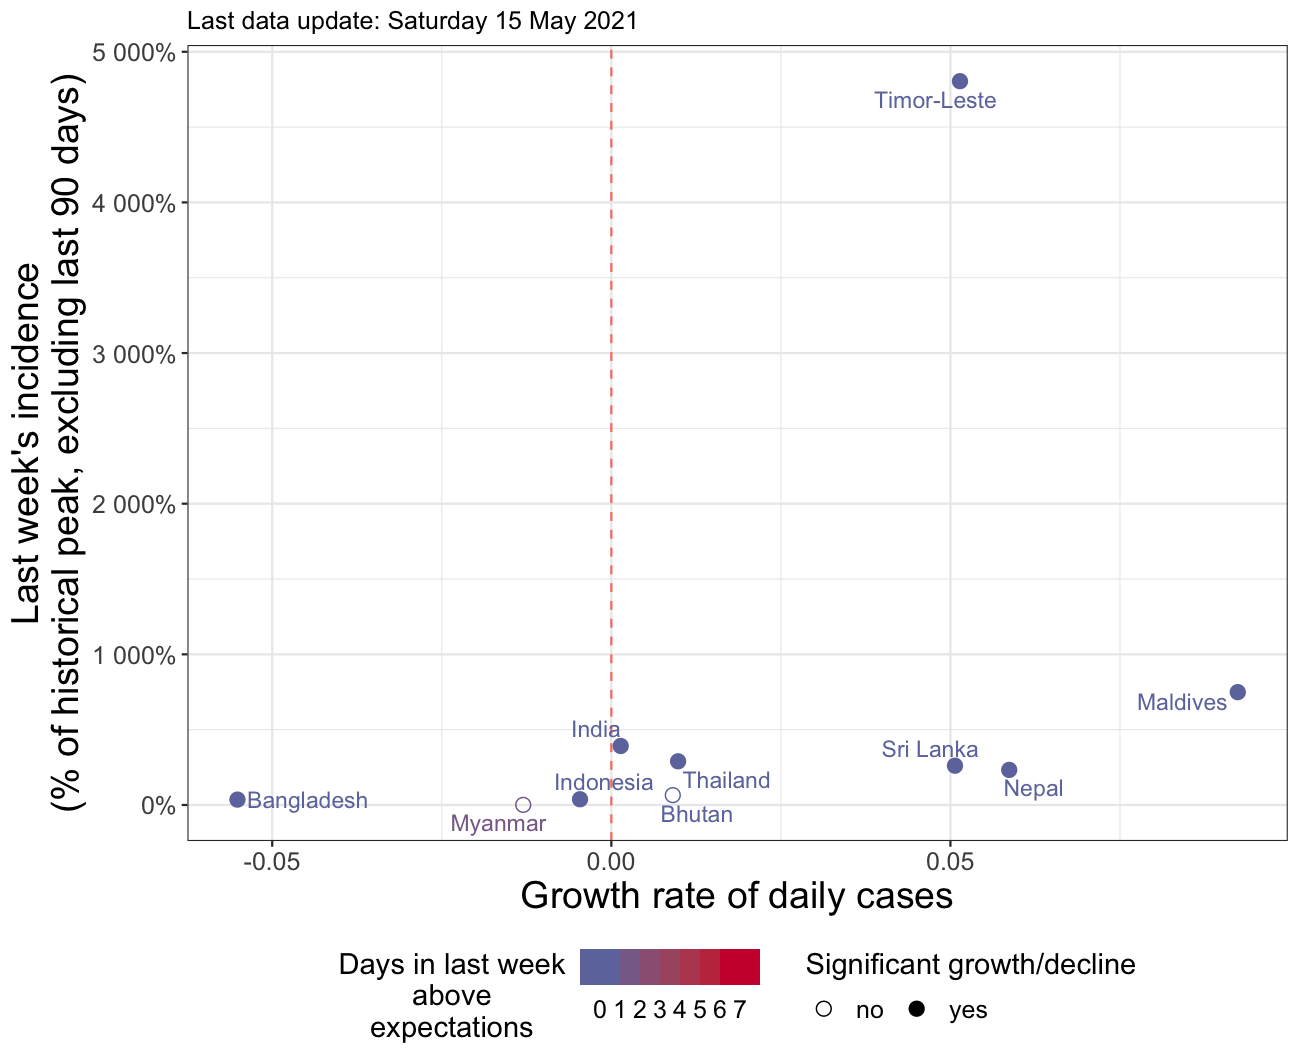 Last data update: Saturday 15 May 2021
Last week's incidence
(% of historical peak, excluding last 90 days)
5 000%
4 000%
3 000%
2 000%
1 000%
0%
Timor-Leste
Maldives
India
Sri Lanka
Indonesia
Thailand
Nepal
Bangladesh
Bhutan
Myanmar
-0.05
0.00
0.05
Growth rate of daily cases
Days in last week
above
expectations
0 1 2 3 4 5 6 7
Significant growth/decline
no
yes